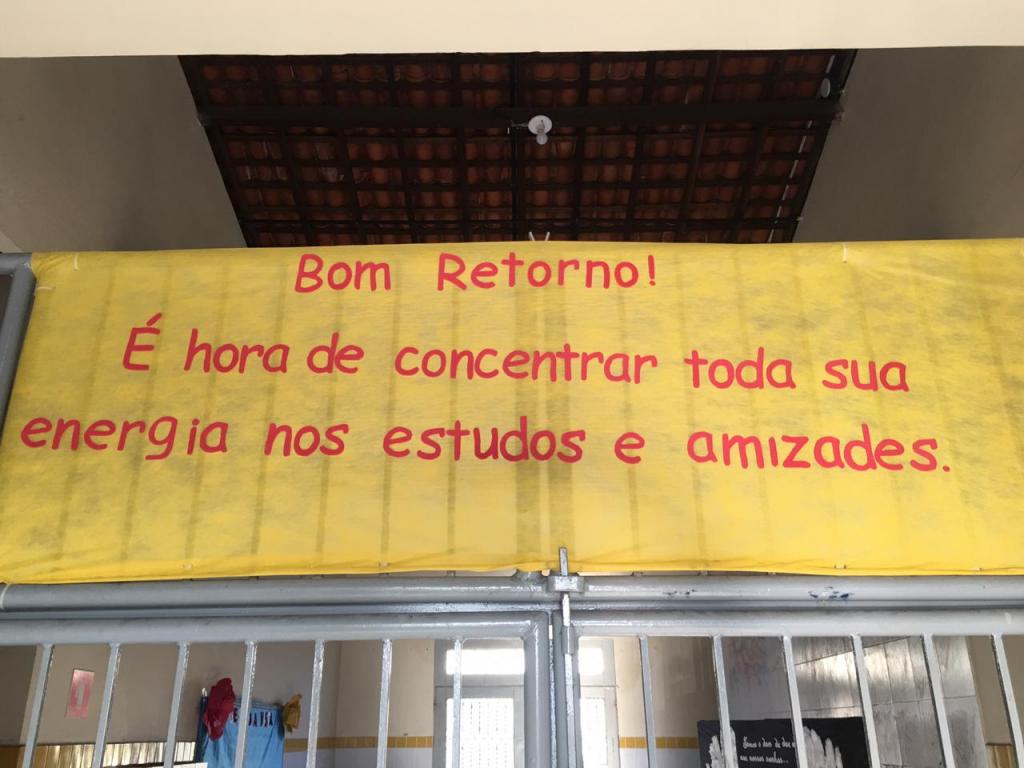 Bom Retorno!
É hora de concentrar toda sua
energia nos estudos e amizades.